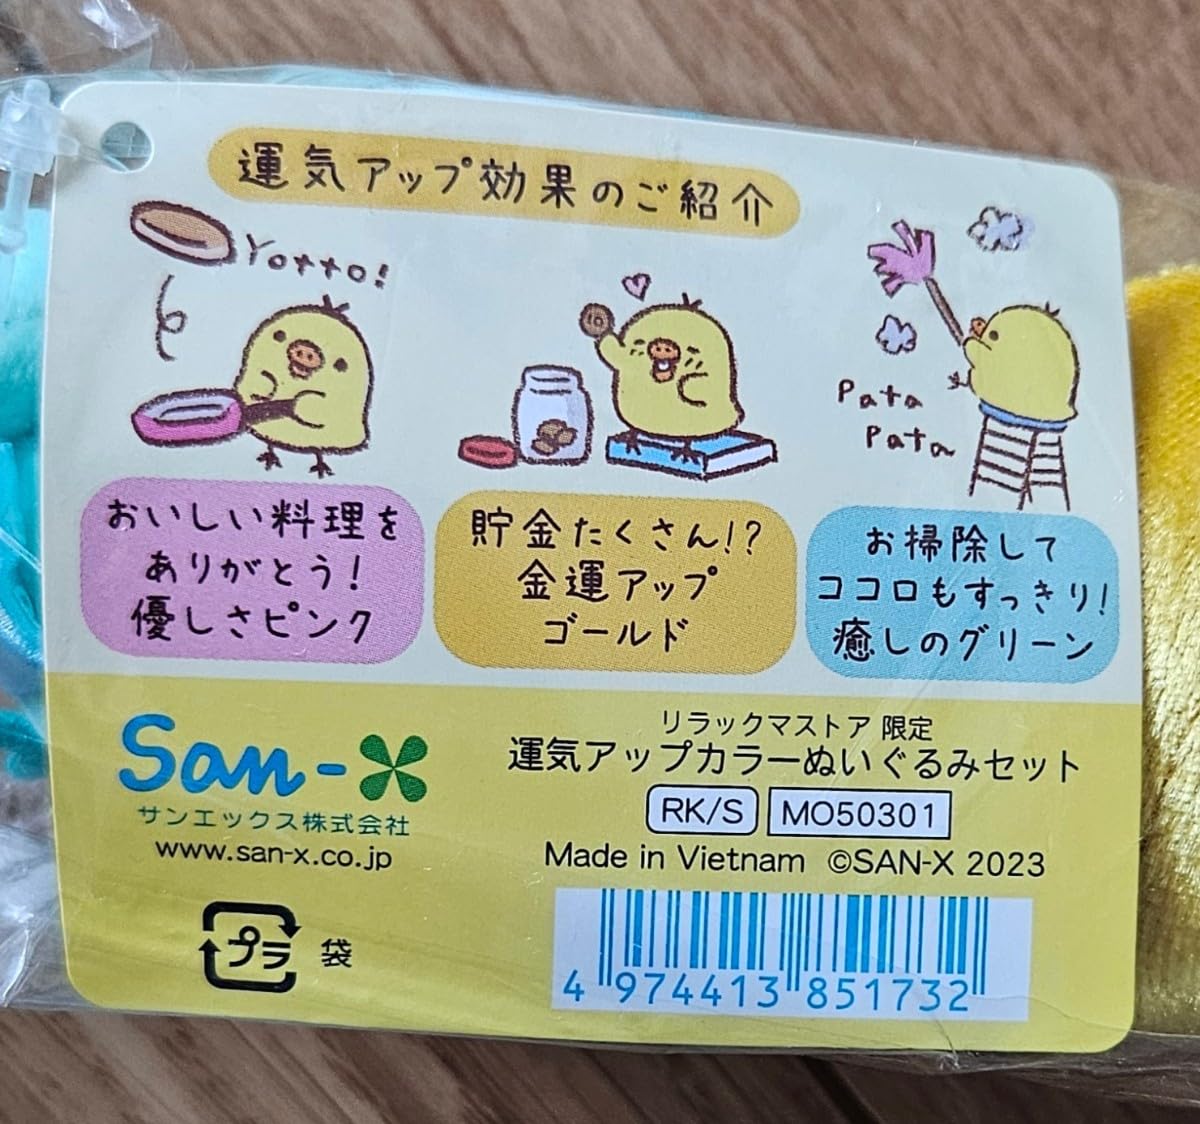 運気アップ効果のご紹介
Yotto!
Pata
Pata
10
おいしい料理を
ありがとう!
優しさピンク
貯金たくさん!?
金運アップ
ゴールド
お掃除して
ココロもすっきり!
癒しのグリーン
San-X
サンエックス株式会社
www.san-x.co.jp
プラ 袋
リラックマストア 限定
運気アップカラーぬいぐるみセット
RK/S MO50301
Made in Vietnam ©SAN-X 2023
4 974413 851732